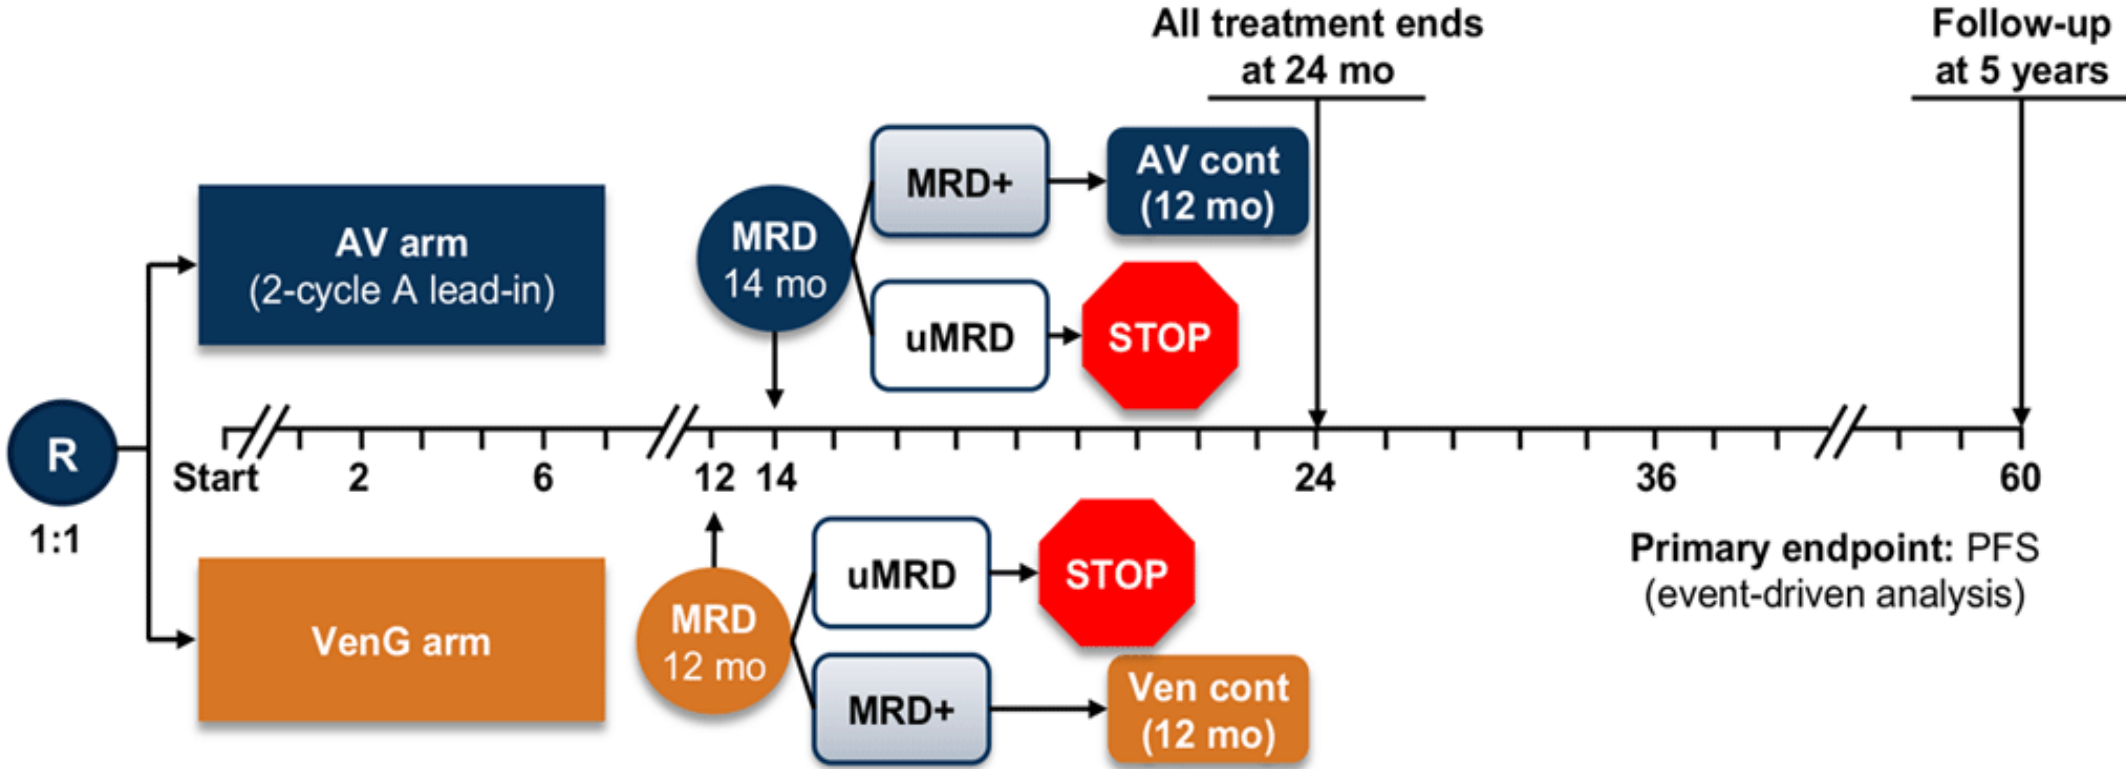 All treatment ends
at 24 mo
Follow-up
at 5 years
MRD+
AV cont
(12 mo)
AV arm
(2-cycle A lead-in)
MRD
14 mo
uMRD
STOP
R
1:1
Start
2
6
12
14
24
36
60
VenG arm
MRD
12 mo
uMRD
STOP
MRD+
Ven cont
(12 mo)
Primary endpoint: PFS
(event-driven analysis)